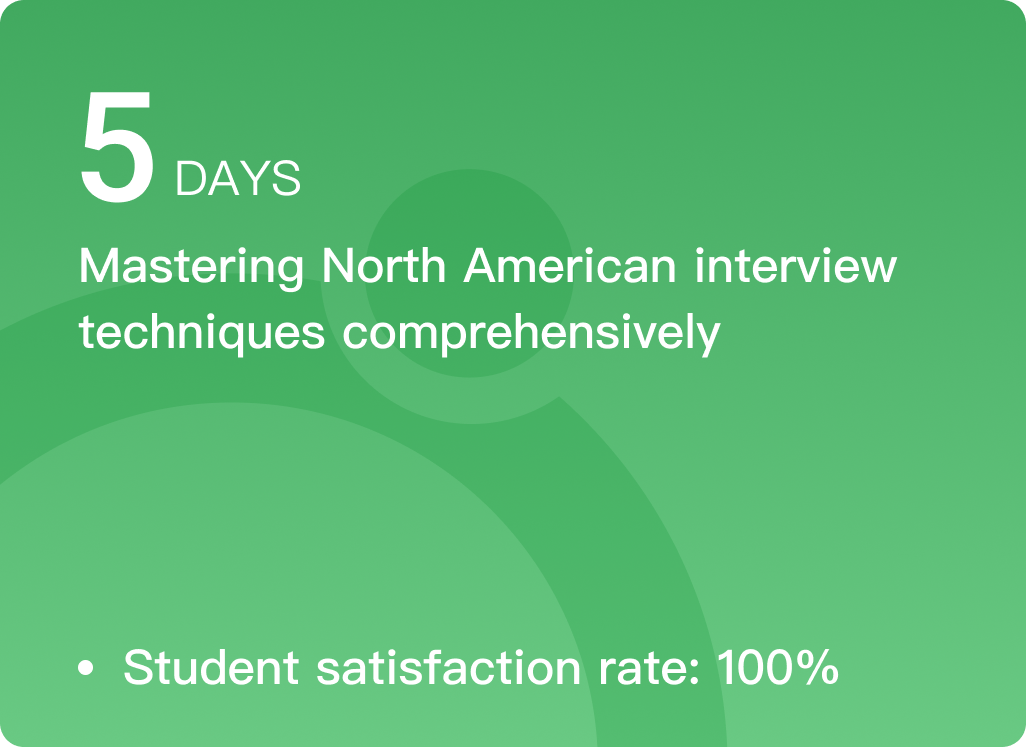 5 DAYS
Mastering North American interview
techniques comprehensively
• Student satisfaction rate: 100%